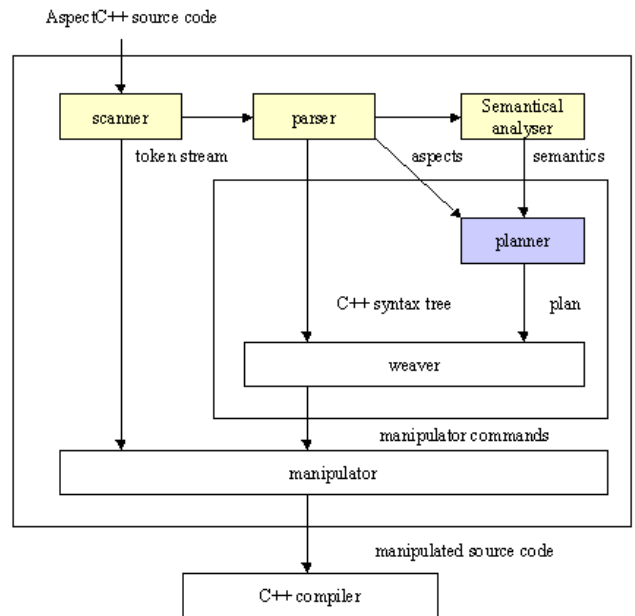 AspectC++ source code
scanner
parser
Semantical
analyser
token stream
aspects
semantics
planner
C++ syntax tree
plan
weaver
manipulator commands
manipulator
manipulated source code
C++ compiler